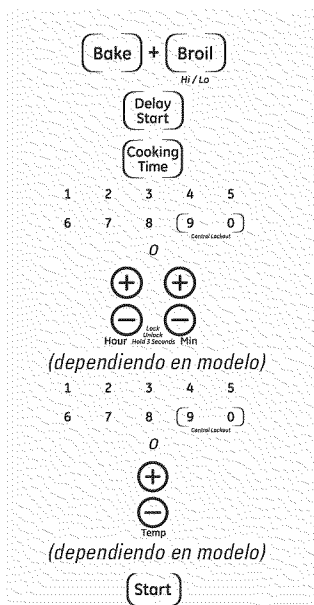 Bake + Broil
Hi / Lo
Delay
Start
Cooking
Time
1 2 3 4 5
6 7 8 9 0
Control Lockout
O
+ +
− −
Hour Lock Unlock Hold 3 Seconds Min
(dependiendo en modelo)
1 2 3 4 5
6 7 8 9 0
Control Lockout
O
+
−
Temp
(dependiendo en modelo)
Start